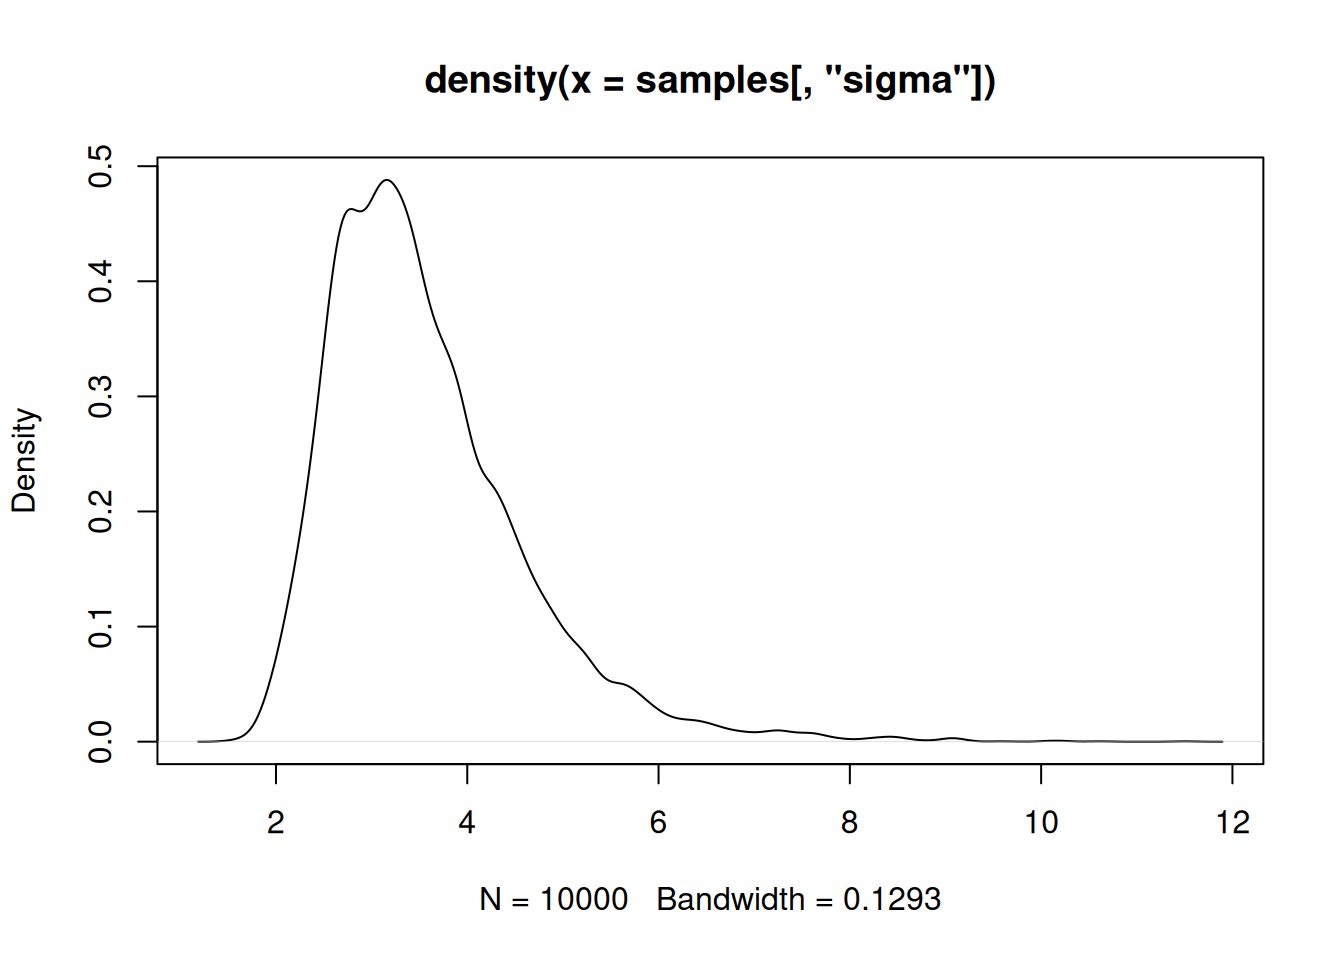 density(x = samples[, "sigma"])
Density
0.5
0.4
0.3
0.2
0.1
0.0
2 4 6 8 10 12
N = 10000 Bandwidth = 0.1293